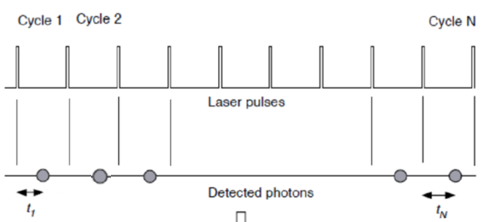 Cycle 1 Cycle 2 Cycle N
Laser pulses
Detected photons
t1 tN